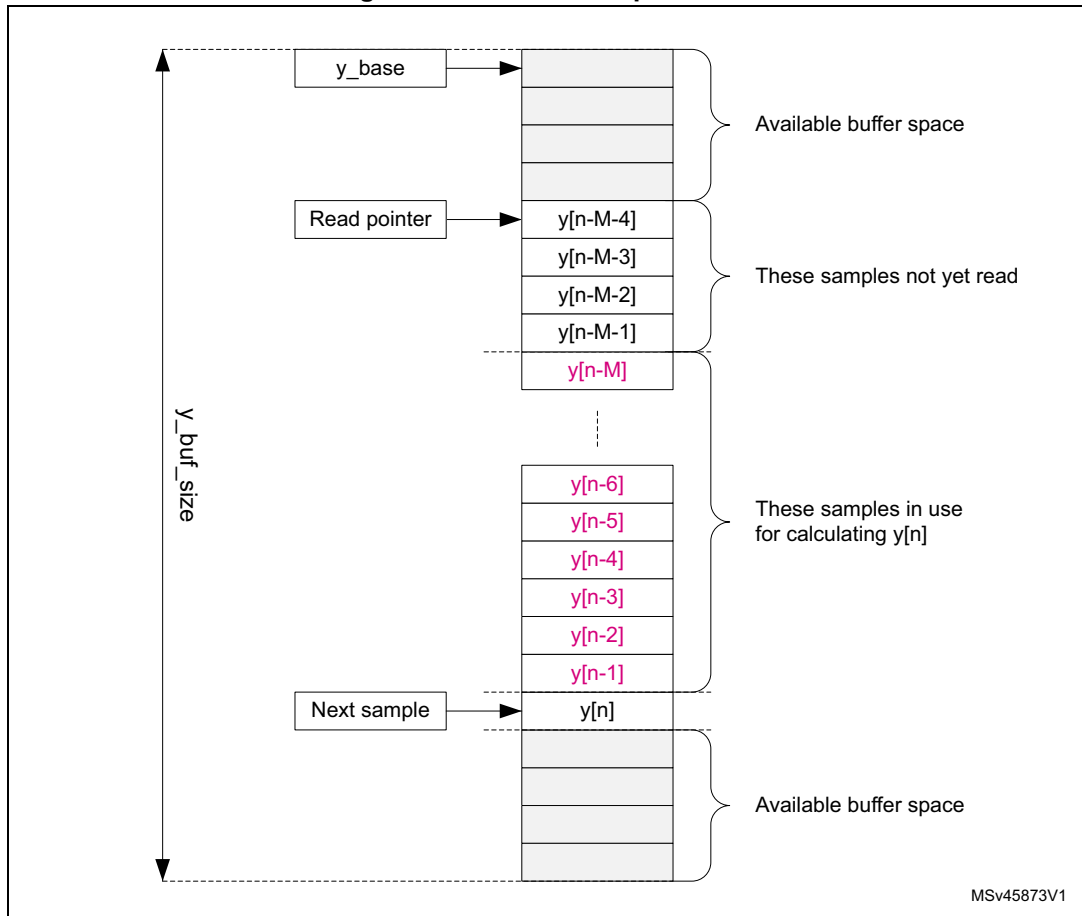 y_base
Available buffer space
Read pointer
y[n-M-4]
y[n-M-3]
These samples not yet read
y[n-M-2]
y[n-M-1]
y[n-M]
y_buf_size
y[n-6]
y[n-5]
These samples in use
for calculating y[n]
y[n-4]
y[n-3]
y[n-2]
y[n-1]
Next sample
y[n]
Available buffer space
MSv45873V1